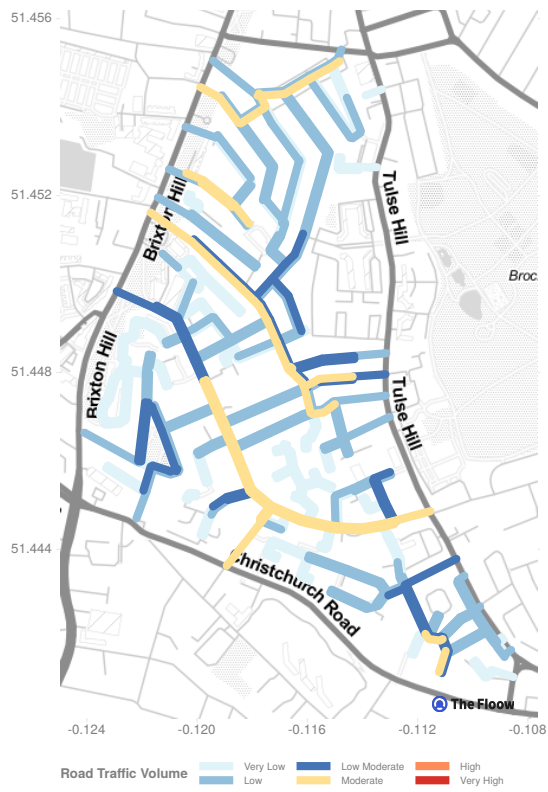 51.456
51.452
51.448
51.444
Brixton Hill
Tulse Hill
Broc
Brixton Hill
Tulse Hill
Christchurch Road
The Floow
-0.124
-0.120
-0.116
-0.112
-0.108
Road Traffic Volume
Very Low
Low
Low Moderate
Moderate
High
Very High